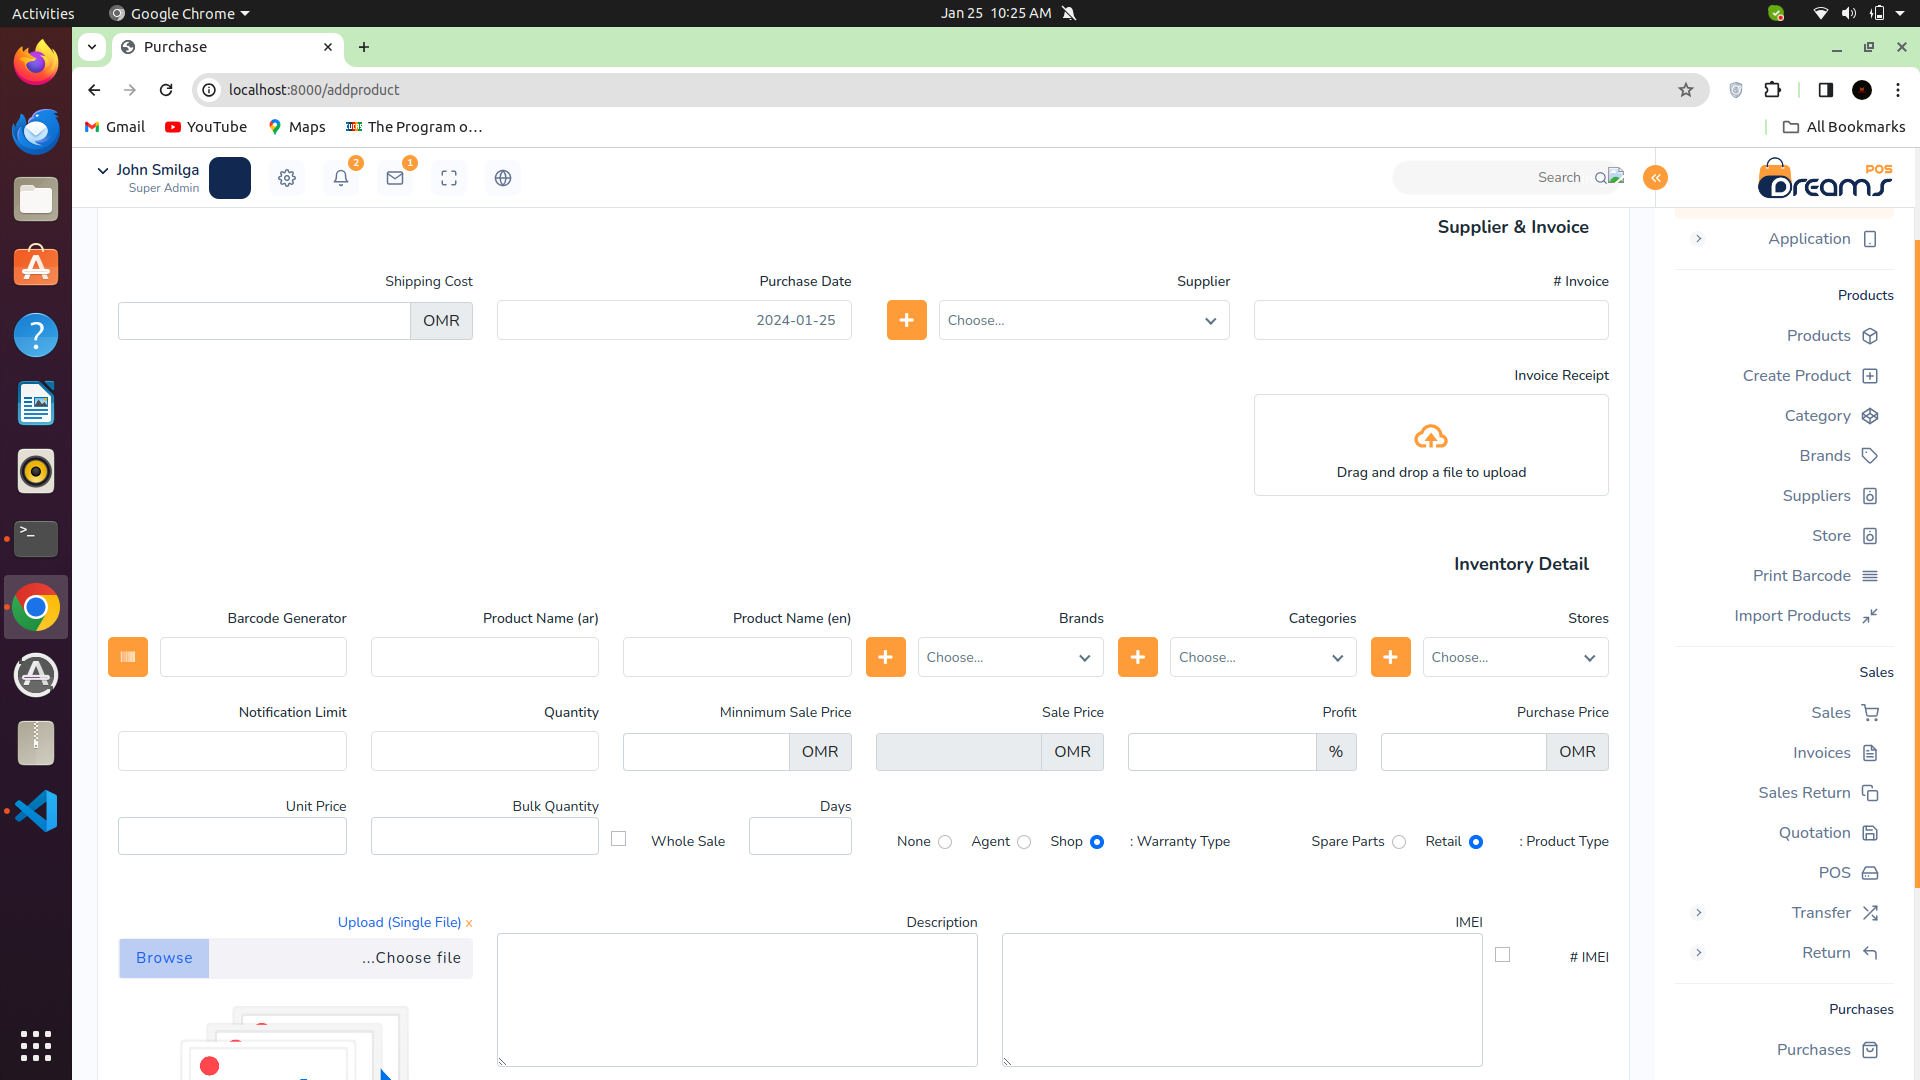 Activities
Google Chrome
Jan 25 10:25 AM
Purchase
localhost:8000/addproduct
Gmail
YouTube
Maps
The Program o...
All Bookmarks
John Smilga
Super Admin
2
1
Search
«
DREAMS POS
Supplier & Invoice
Shipping Cost
Purchase Date
Supplier
# Invoice
OMR
2024-01-25
Choose...
Invoice Receipt
Drag and drop a file to upload
Inventory Detail
Barcode Generator
Product Name (ar)
Product Name (en)
Brands
Categories
Stores
Choose...
Choose...
Choose...
Notification Limit
Quantity
Minnimum Sale Price
Sale Price
Profit
Purchase Price
OMR
OMR
%
OMR
Unit Price
Bulk Quantity
Days
Whole Sale
None
Agent
Shop
: Warranty Type
Spare Parts
Retail
: Product Type
Upload (Single File) x
Description
IMEI
Browse
...Choose file
# IMEI
Application
Products
Products
Create Product
Category
Brands
Suppliers
Store
Print Barcode
Import Products
Sales
Sales
Invoices
Sales Return
Quotation
POS
Transfer
Return
Purchases
Purchases